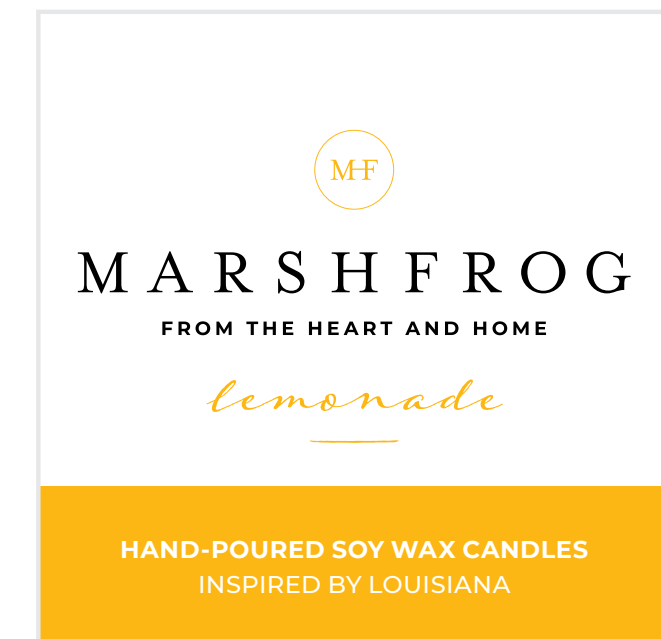 MHF
MARSHFROG
FROM THE HEART AND HOME
lemonade
HAND-POURED SOY WAX CANDLES
INSPIRED BY LOUISIANA